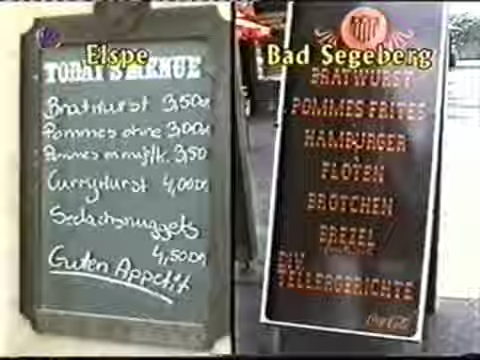 Elspe
TODAY'S MENUE
Bratwurst 3,50DM
Pommes ohne 3,00DM
Pommes m. mayo/k. 3,50
Currywurst 4,00DM
Seelachsnuggets
4,50DM
Guten Appetit
Bad Segeberg
BRATWURST
POMMES FRITES
HAMBURGER
FLÖTEN
BRÖTCHEN
BREZEL
DIV.
TELLERGERICHTE
Coca-Cola